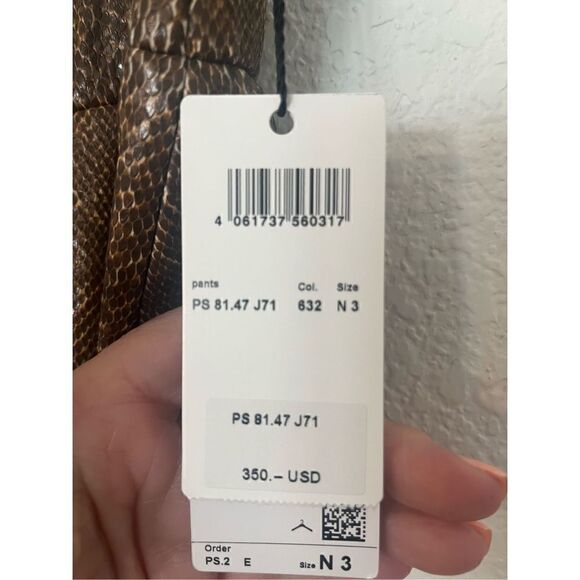 4 061737 560317
pants Col. Size
PS 81.47 J71 632 N 3
PS 81.47 J71
350.– USD
2
Order
PS.2 E Size N 3